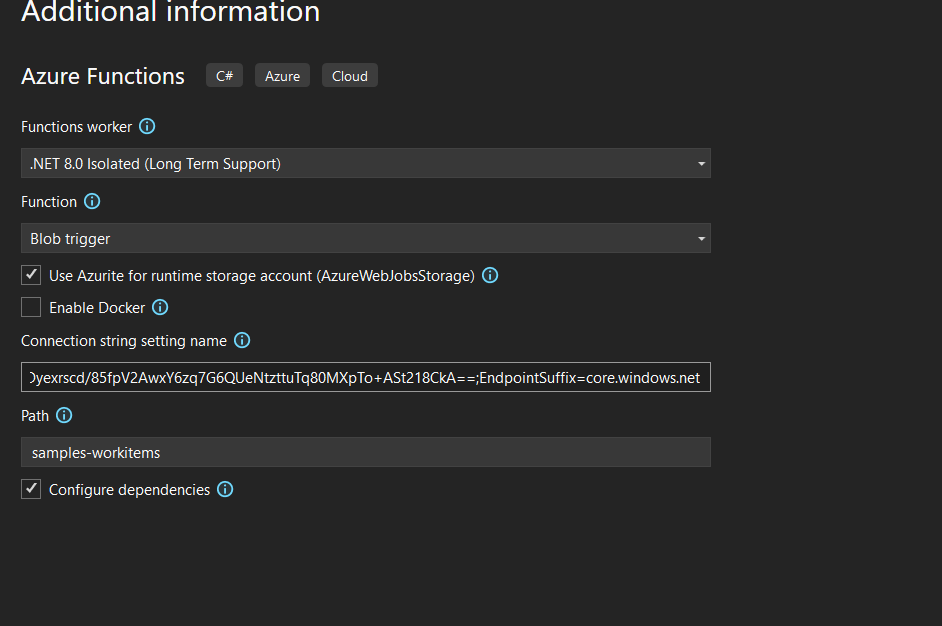 Additional information
Azure Functions C# Azure Cloud
Functions worker
.NET 8.0 Isolated (Long Term Support)
Function
Blob trigger
Use Azurite for runtime storage account (AzureWebJobsStorage)
Enable Docker
Connection string setting name
yexrscd/85fpV2AwxY6zq7G6QUeNtzttuTq80MXpTo+ASt218CkA==;EndpointSuffix=core.windows.net
Path
samples-workitems
Configure dependencies